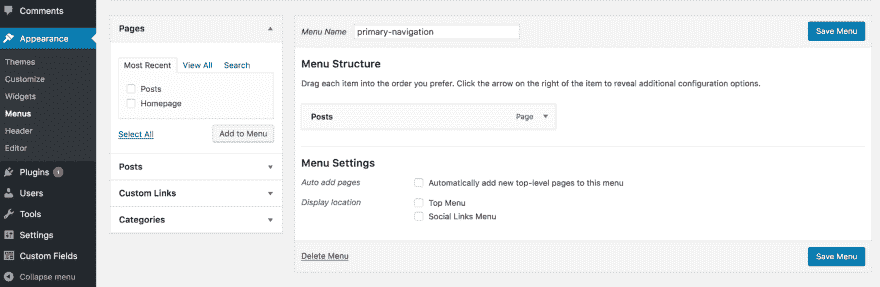 Comments
Appearance
Themes
Customize
Widgets
Menus
Header
Editor
Plugins 1
Users
Tools
Settings
Custom Fields
Collapse menu
Pages
Most Recent View All Search
Posts
Homepage
Select All Add to Menu
Posts
Custom Links
Categories
Menu Name primary-navigation Save Menu
Menu Structure
Drag each item into the order you prefer. Click the arrow on the right of the item to reveal additional configuration options.
Posts Page
Menu Settings
Auto add pages Automatically add new top-level pages to this menu
Display location Top Menu
Social Links Menu
Delete Menu Save Menu